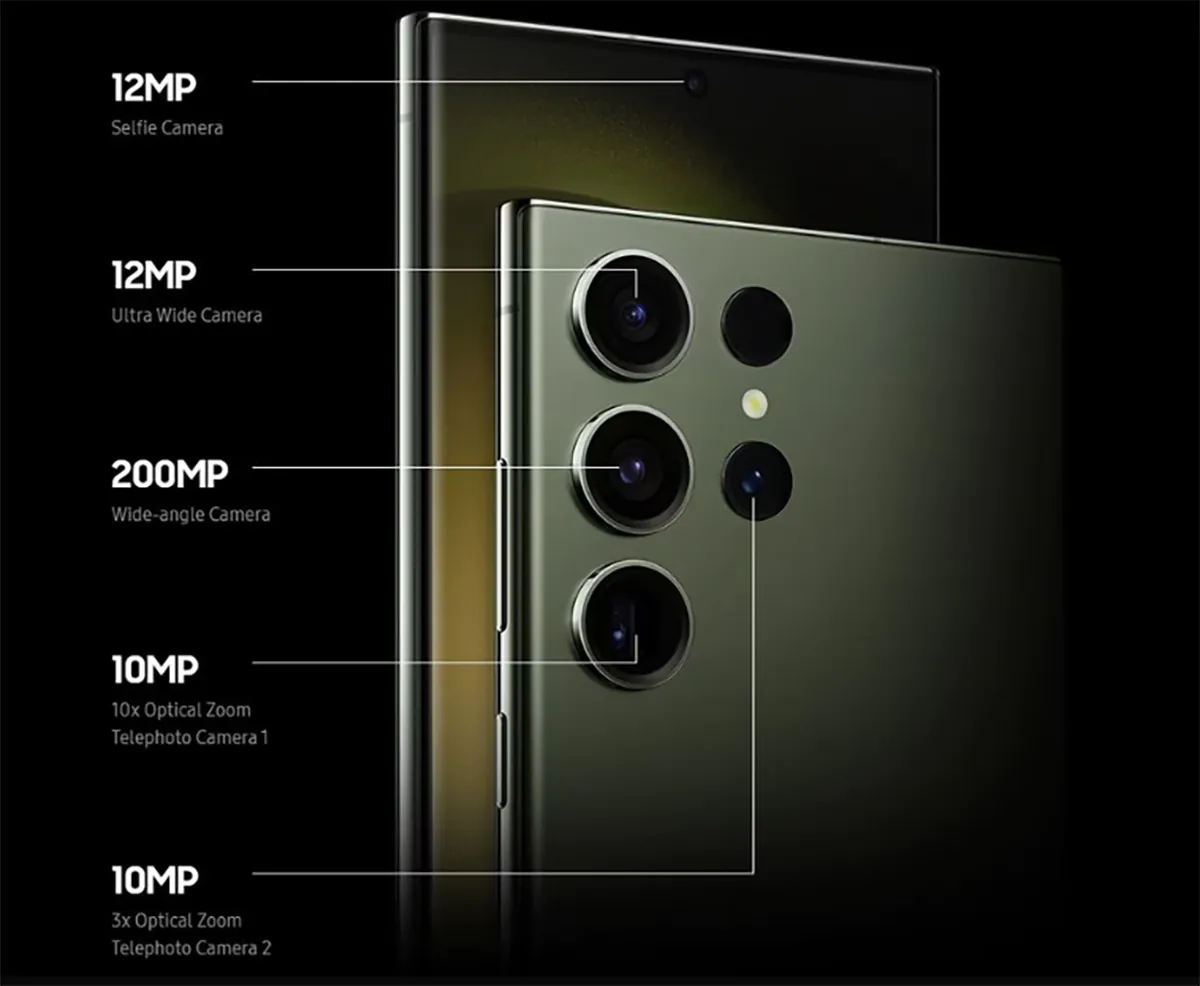 12MP
Selfie Camera
12MP
Ultra Wide Camera
200MP
Wide-angle Camera
10MP
10x Optical Zoom
Telephoto Camera 1
10MP
3x Optical Zoom
Telephoto Camera 2